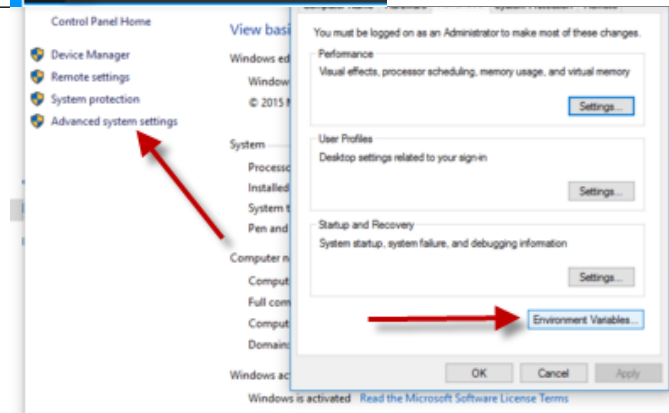 Control Panel Home
Device Manager
Remote settings
System protection
Advanced system settings
View basi
Windows ed
Window
© 2015 M
System
Processo
Installed
System t
Pen and
Computer n
Comput
Full com
Comput
Domain:
Windows ac
Windows is activated Read the Microsoft Software License Terms
You must be logged on as an Administrator to make most of these changes.
Performance
Visual effects, processor scheduling, memory usage, and virtual memory
Settings...
User Profiles
Desktop settings related to your sign-in
Settings...
Startup and Recovery
System startup, system failure, and debugging information
Settings...
Environment Variables...
OK Cancel Apply